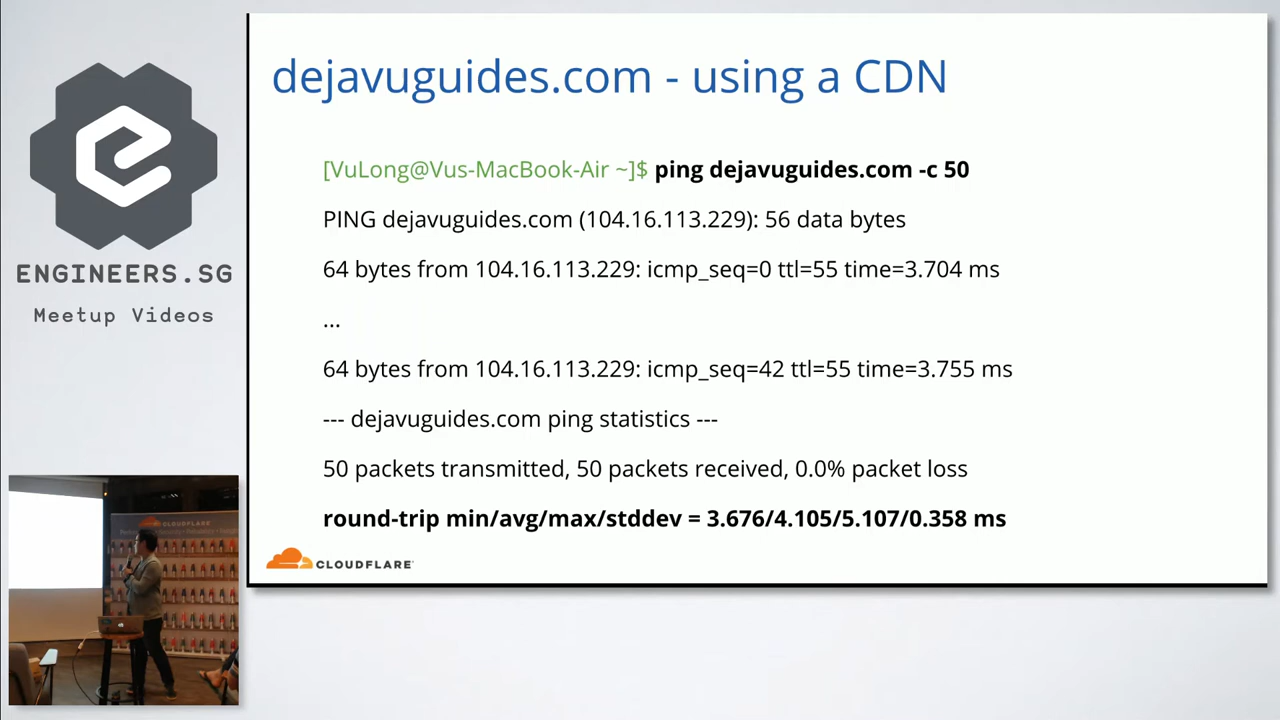 dejavuguides.com - using a CDN
[VuLong@Vus-MacBook-Air ~]$ ping dejavuguides.com -c 50
PING dejavuguides.com (104.16.113.229): 56 data bytes
64 bytes from 104.16.113.229: icmp_seq=0 ttl=55 time=3.704 ms
...
64 bytes from 104.16.113.229: icmp_seq=42 ttl=55 time=3.755 ms
--- dejavuguides.com ping statistics ---
50 packets transmitted, 50 packets received, 0.0% packet loss
round-trip min/avg/max/stddev = 3.676/4.105/5.107/0.358 ms
CLOUDFLARE
ENGINEERS.SG
Meetup Videos
CLOUDFLARE